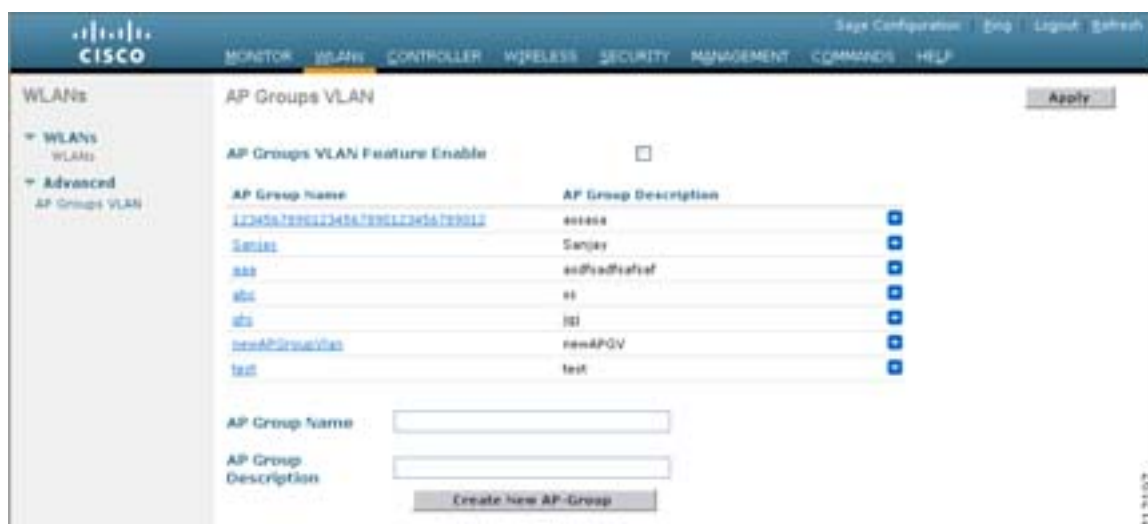 Save Configuration Ping Logout Refresh
CISCO
MONITOR WLANs CONTROLLER WIRELESS SECURITY MANAGEMENT COMMANDS HELP
WLANs
AP Groups VLAN
Apply
WLANs
WLANs
Advanced
AP Groups VLAN
AP Groups VLAN Feature Enable
AP Group Name AP Group Description
12345678901234567890123456789012
Sanjay Sanjay
aaa
abc
newAPGroupVlan newAPGV
test test
AP Group Name
AP Group
Description
Create New AP-Group